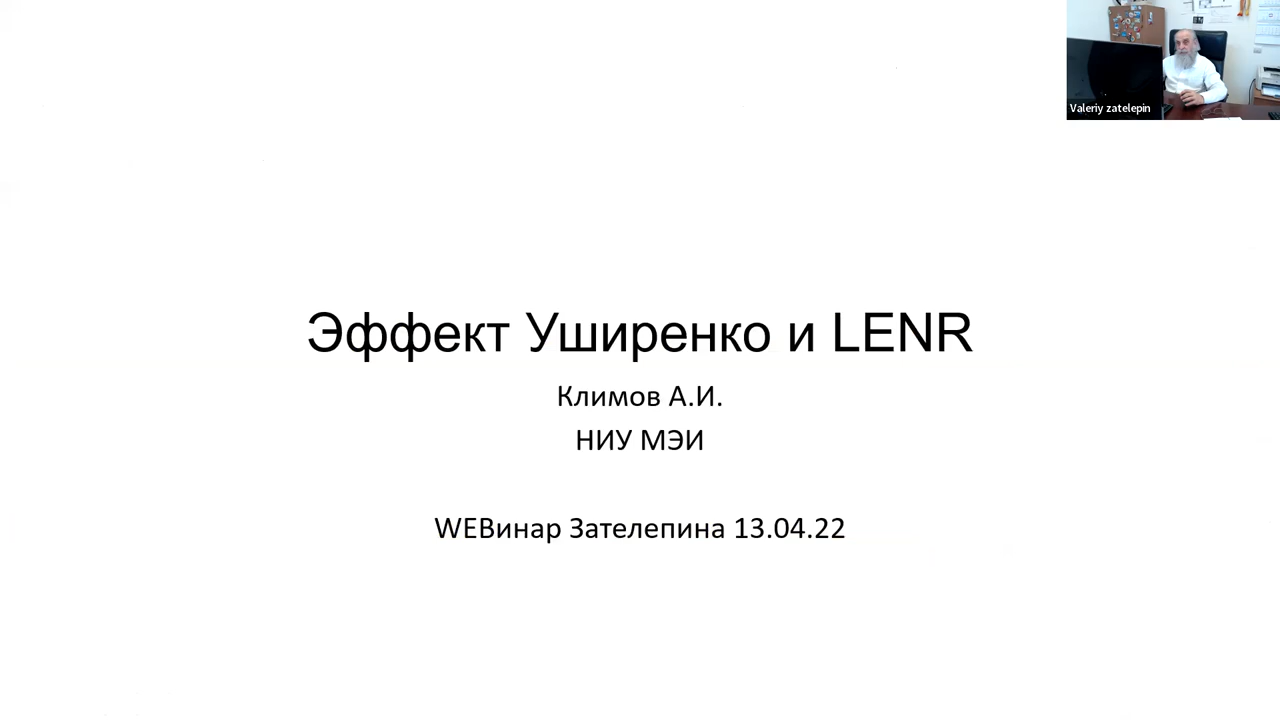 Valeriy zatelepin
Эффект Уширенко и LENR
Климов А.И.
НИУ МЭИ
WEBинар Зателепина 13.04.22